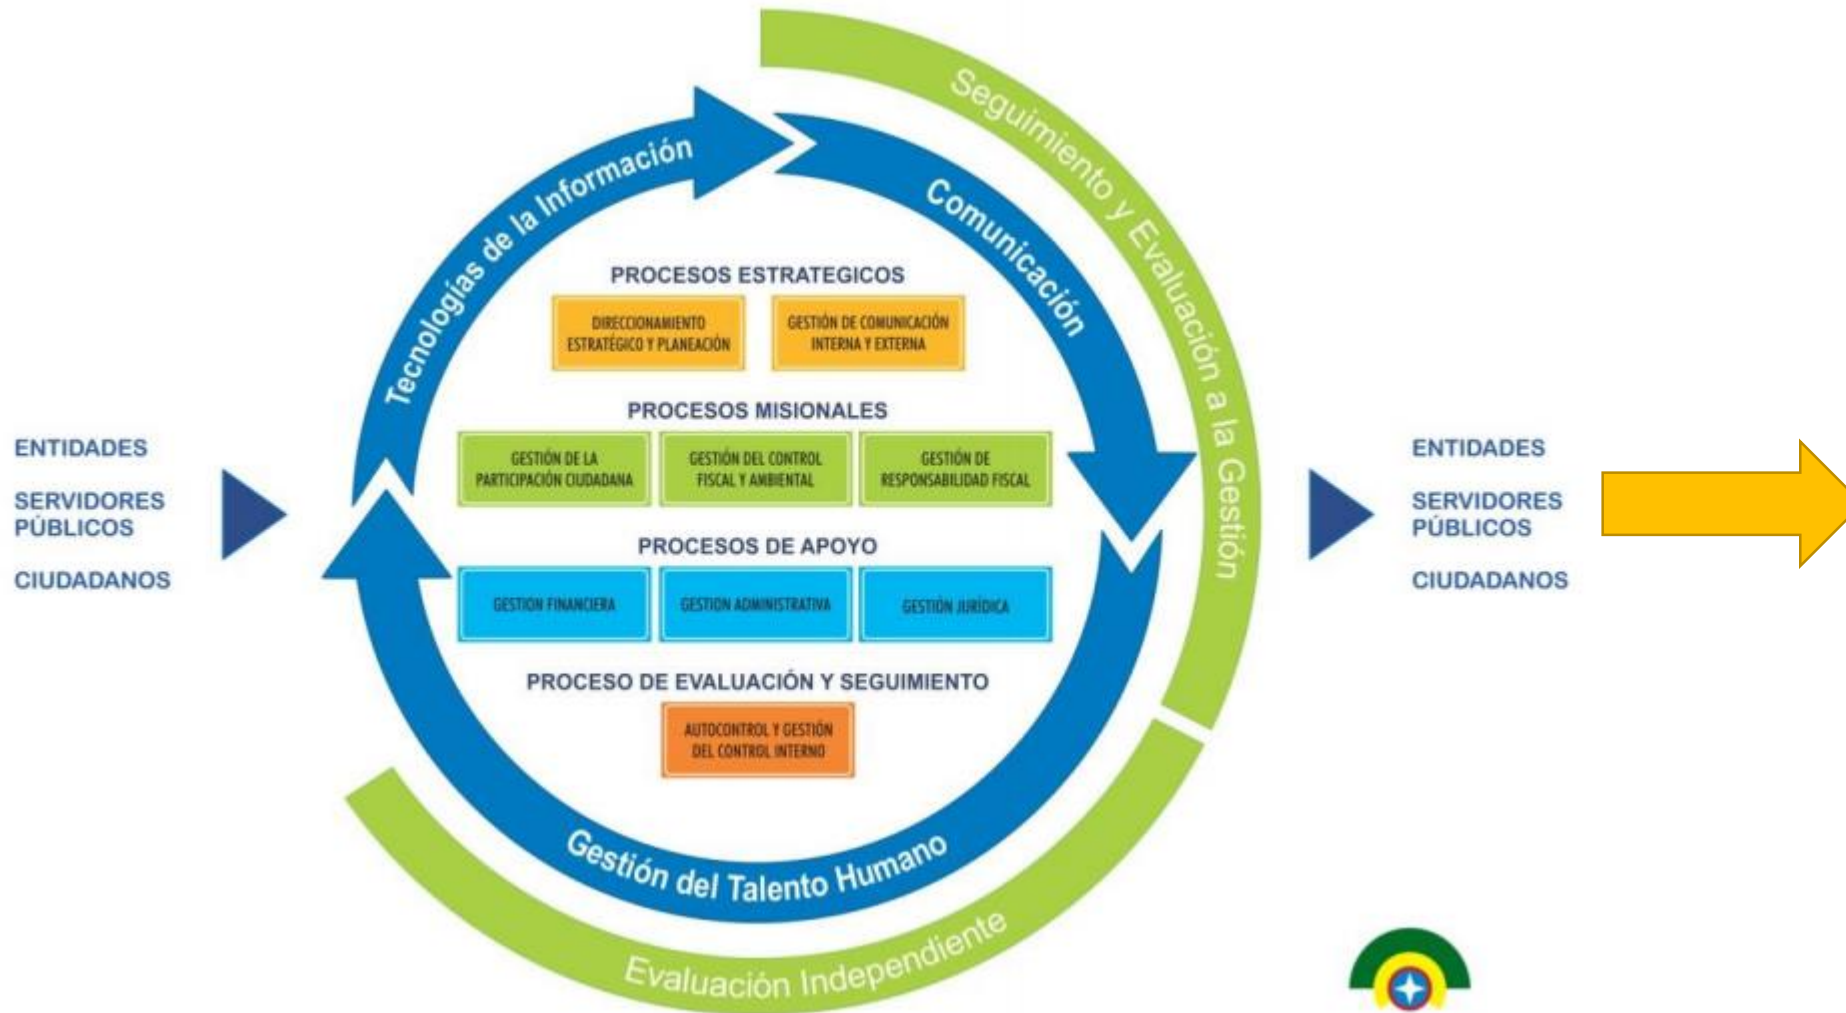 Seguimiento y Evaluación a la Gestión
Tecnologías de la Información
Comunicación
PROCESOS ESTRATEGICOS
DIRECCIONAMIENTO
ESTRATÉGICO Y PLANEACIÓN
GESTIÓN DE COMUNICACIÓN
INTERNA Y EXTERNA
PROCESOS MISIONALES
GESTIÓN DE LA
PARTICIPACIÓN CIUDADANA
GESTIÓN DEL CONTROL
FISCAL Y AMBIENTAL
GESTIÓN DE
RESPONSABILIDAD FISCAL
ENTIDADES
SERVIDORES
PÚBLICOS
CIUDADANOS
ENTIDADES
SERVIDORES
PÚBLICOS
CIUDADANOS
PROCESOS DE APOYO
GESTION FINANCIERA
GESTION ADMINISTRATIVA
GESTIÓN JURÍDICA
PROCESO DE EVALUACIÓN Y SEGUIMIENTO
AUTOCONTROL Y GESTIÓN
DEL CONTROL INTERNO
Gestión del Talento Humano
Evaluación Independiente